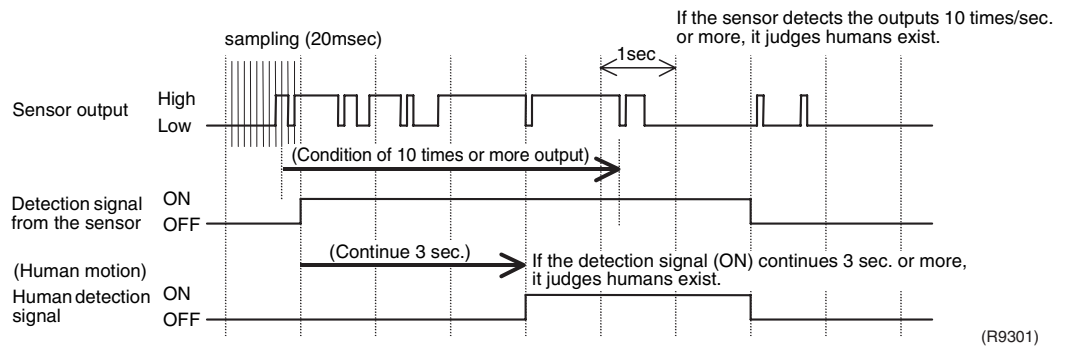 If the sensor detects the outputs 10 times/sec.
or more, it judges humans exist.
sampling (20msec)
1sec
Sensor output
High
Low
(Condition of 10 times or more output)
Detection signal
from the sensor
ON
OFF
(Continue 3 sec.)
If the detection signal (ON) continues 3 sec. or more,
it judges humans exist.
(Human motion)
Human detection
signal
ON
OFF
(R9301)